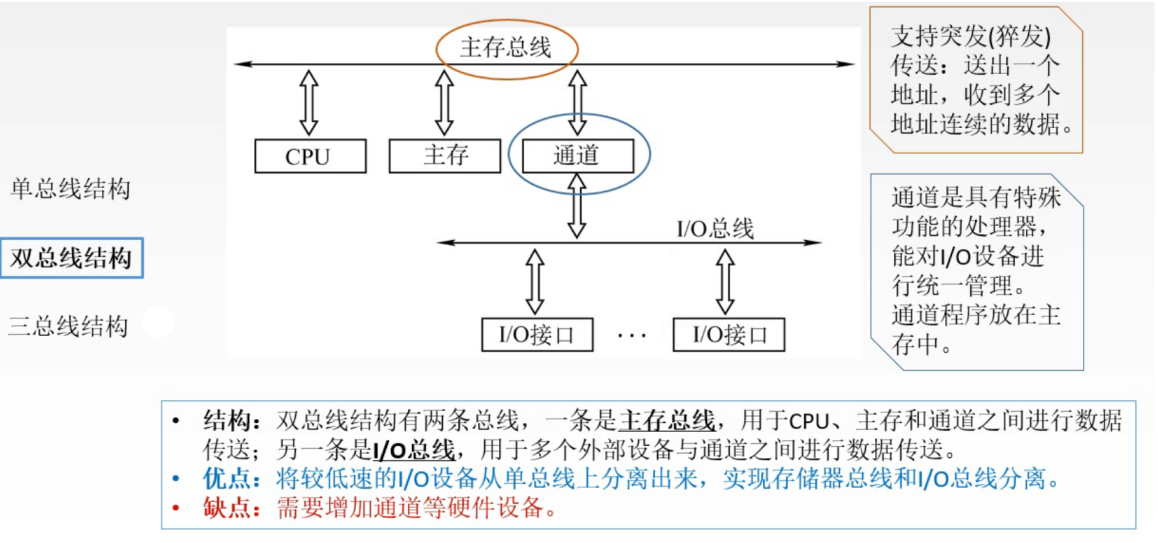 主存总线
支持突发(猝发)
传送：送出一个
地址，收到多个
地址连续的数据。
CPU
主存
通道
单总线结构
双总线结构
三总线结构
I/O总线
通道是具有特殊
功能的处理器，
能对I/O设备进
行统一管理。
通道程序放在主
存中。
I/O接口
···
I/O接口
• 结构：双总线结构有两条总线，一条是主存总线，用于CPU、主存和通道之间进行数据
传送；另一条是I/O总线，用于多个外部设备与通道之间进行数据传送。
• 优点：将较低速的I/O设备从单总线上分离出来，实现存储器总线和I/O总线分离。
• 缺点：需要增加通道等硬件设备。